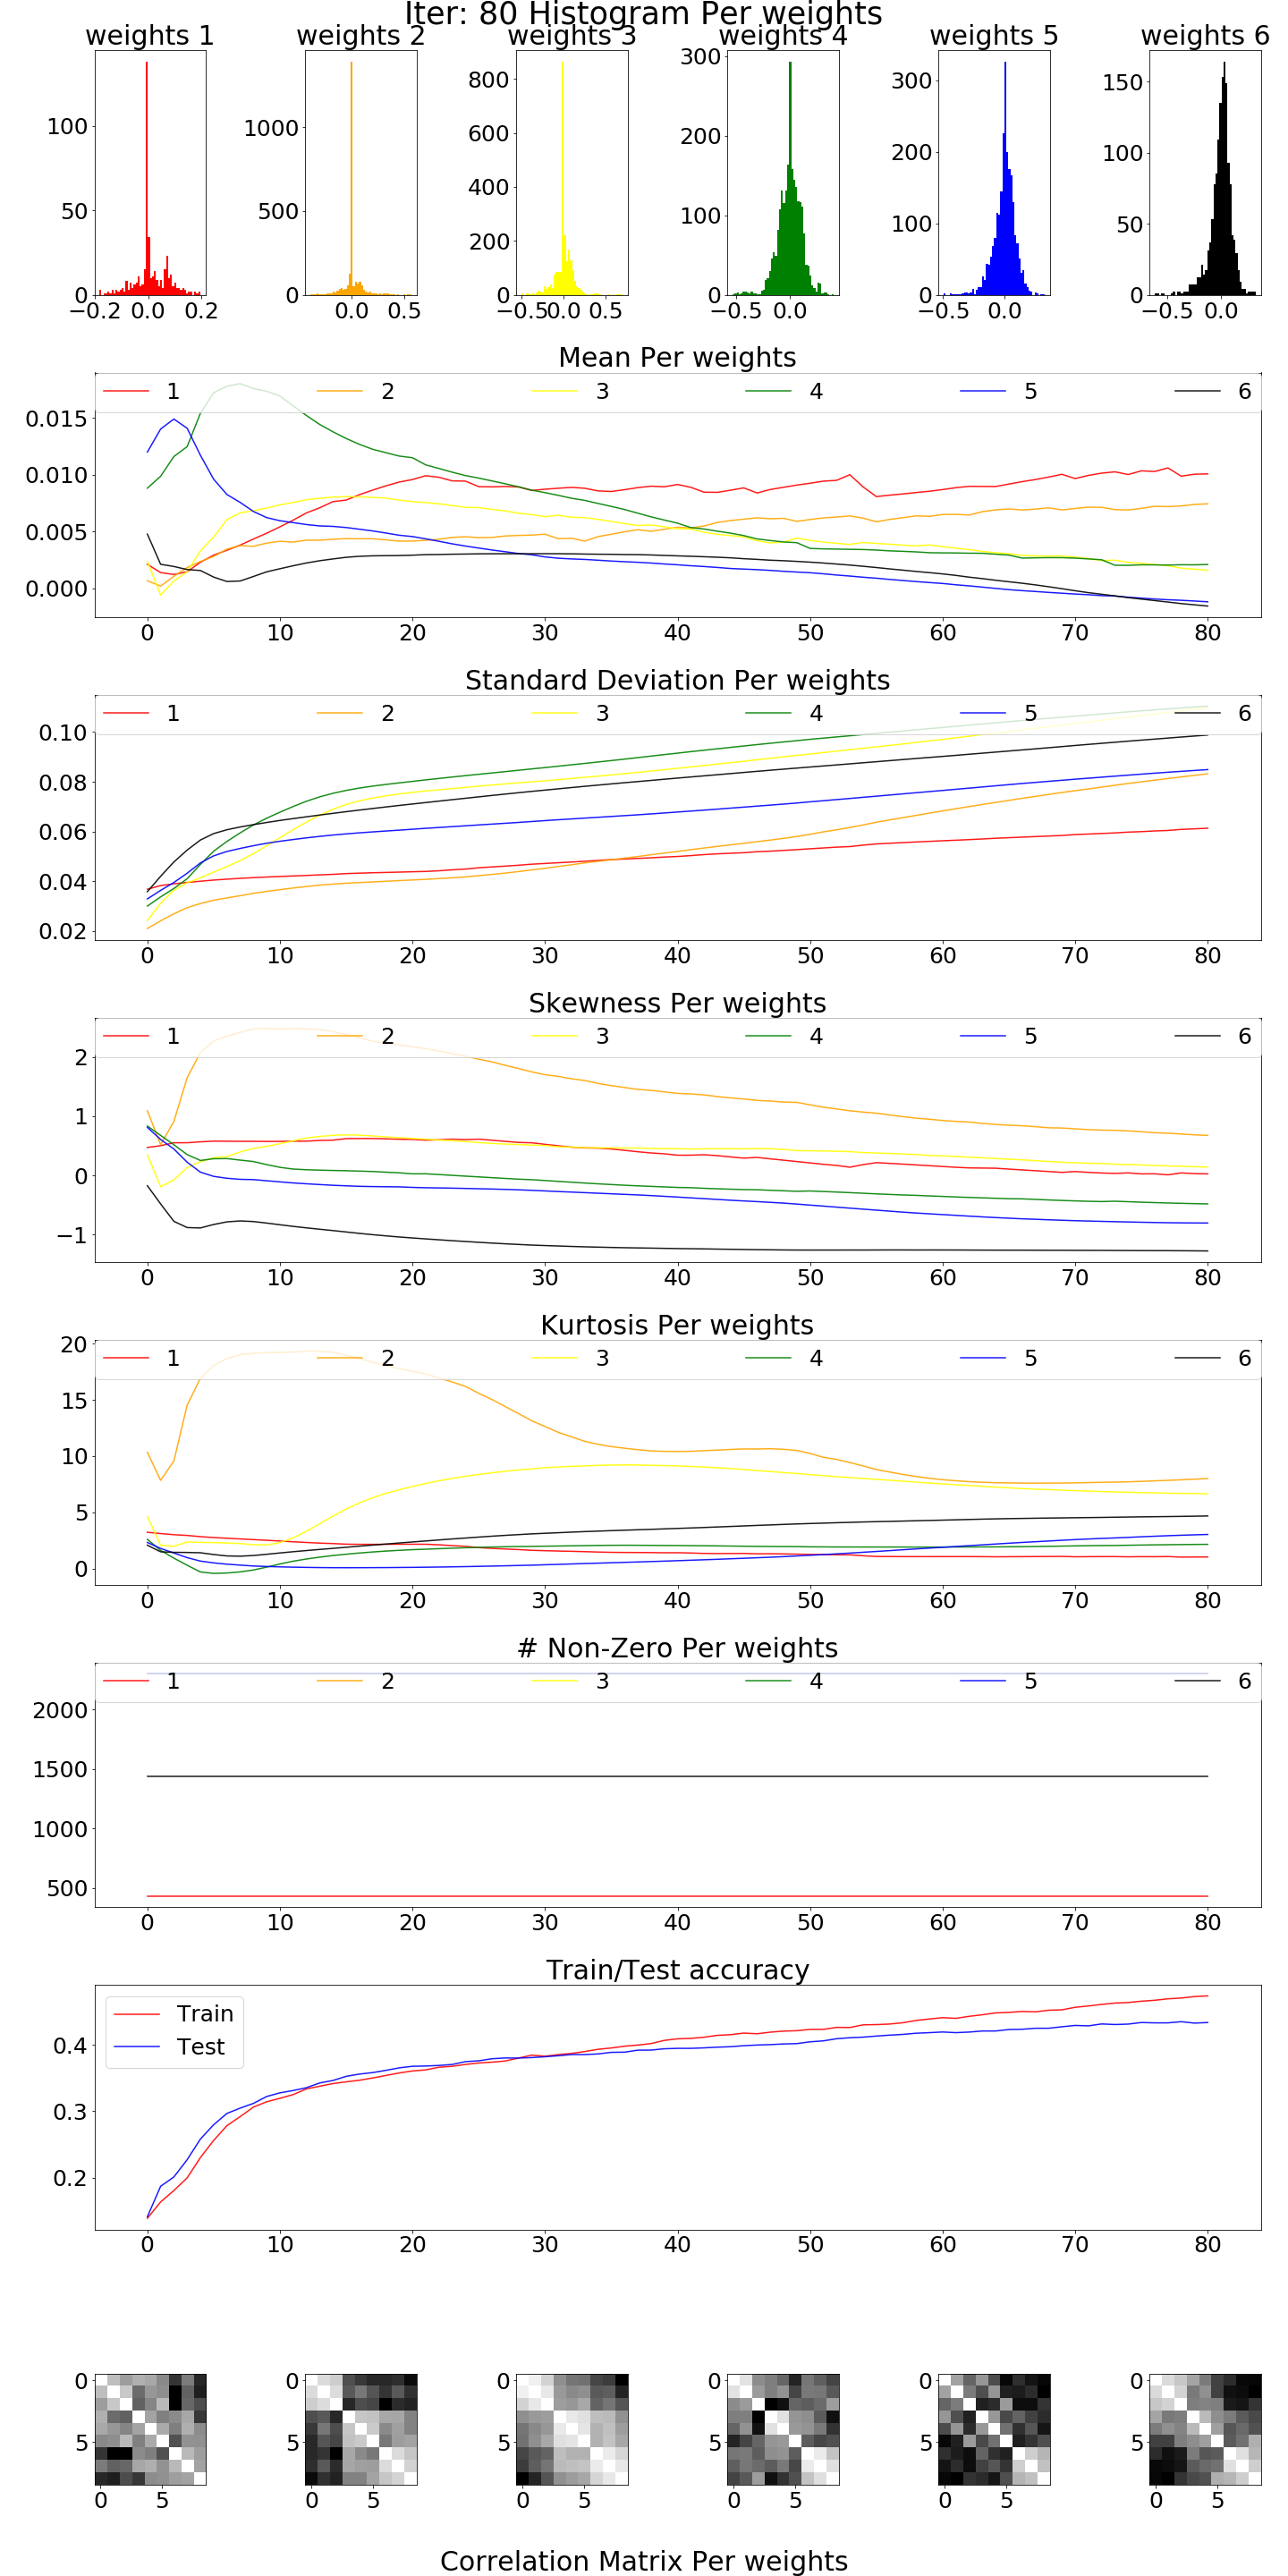 Iter: 80 Histogram Per weights
weights 1 weights 2 weights 3 weights 4 weights 5 weights 6
100
50
0
−0.2 0.0 0.2
1000
500
0
0.0 0.5
800
600
400
200
0
−0.5 0.0 0.5
300
200
100
0
−0.5 0.0
300
200
100
0
−0.5 0.0
150
100
50
0
−0.5 0.0
Mean Per weights
1 2 3 4 5 6
0.015
0.010
0.005
0.000
0 10 20 30 40 50 60 70 80
Standard Deviation Per weights
1 2 3 4 5 6
0.10
0.08
0.06
0.04
0.02
0 10 20 30 40 50 60 70 80
Skewness Per weights
1 2 3 4 5 6
2
1
0
−1
0 10 20 30 40 50 60 70 80
Kurtosis Per weights
1 2 3 4 5 6
20
15
10
5
0
0 10 20 30 40 50 60 70 80
# Non-Zero Per weights
1 2 3 4 5 6
2000
1500
1000
500
0 10 20 30 40 50 60 70 80
Train/Test accuracy
Train
Test
0.4
0.3
0.2
0 10 20 30 40 50 60 70 80
0 0 0 0 0 0
5 5 5 5 5 5
0 5 0 5 0 5 0 5 0 5 0 5
Correlation Matrix Per weights